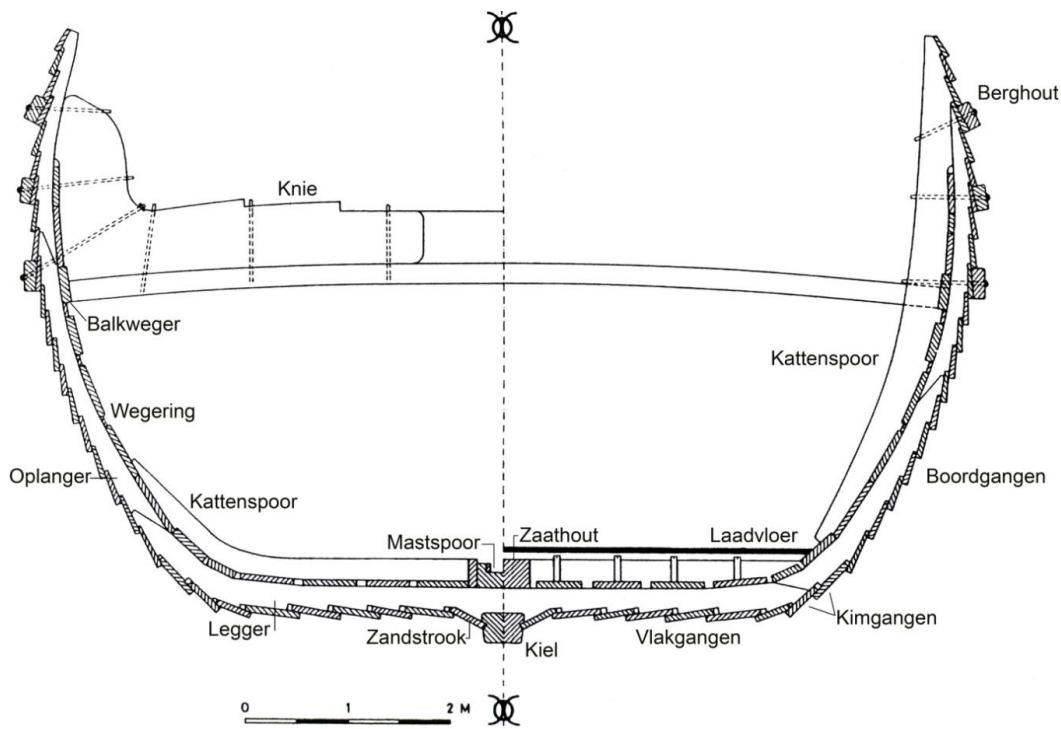 Berghout
Knie
Balkweger
Kattenspoor
Wegering
Oplanger
Boordgangen
Kattenspoor
Mastspoor
Zaathout
Laadvloer
Legger
Zandstrook
Kiel
Vlakgangen
Kimgangen
0 1 2 M